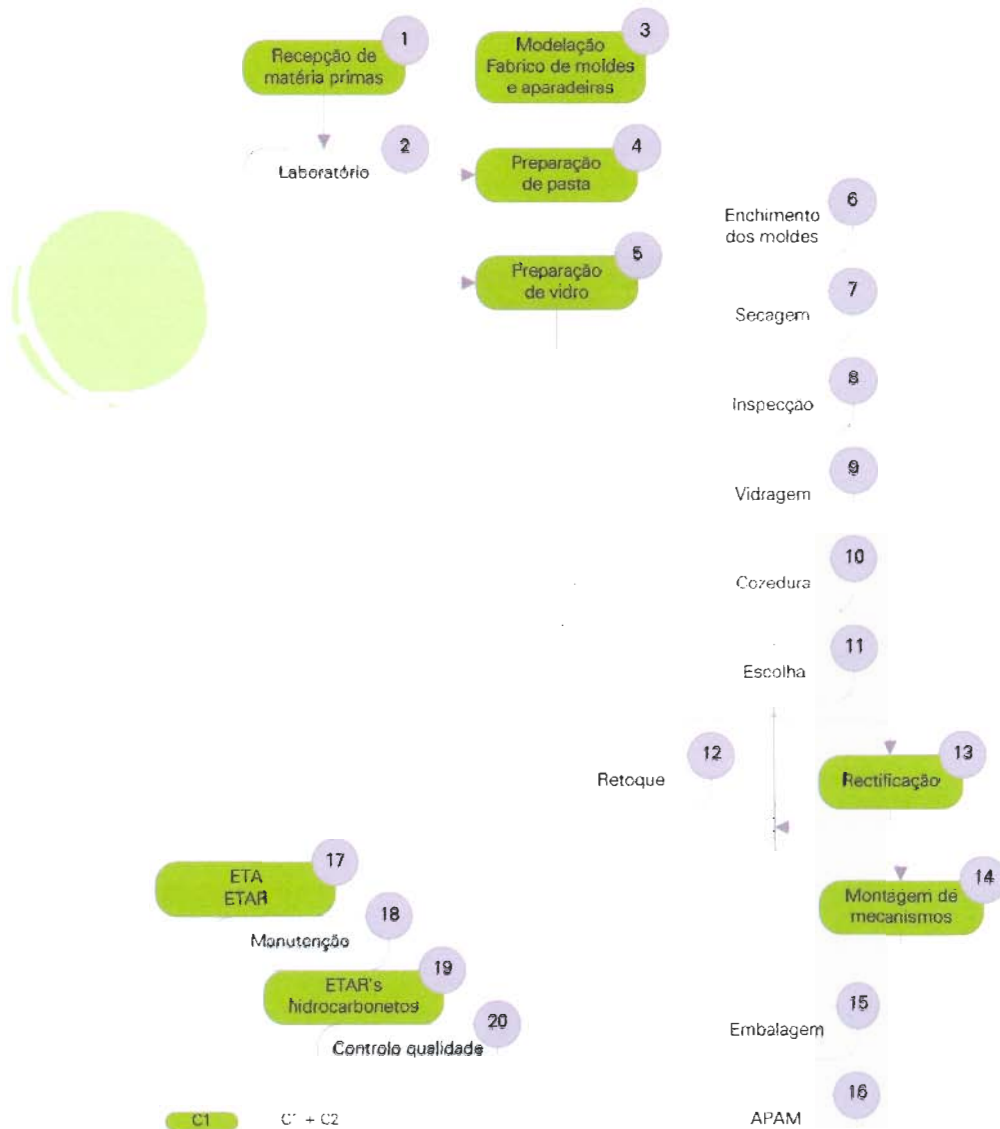 1
Recepção de
matéria primas
2
Laboratório
3
Modelação
Fabrico de moldes
e aparadeiras
4
Preparação
de pasta
5
Preparação
de vidro
6
Enchimento
dos moldes
7
Secagem
8
Inspecção
9
Vidragem
10
Cozedura
11
Escolha
12
Retoque
13
Rectificação
14
Montagem de
mecanismos
15
Embalagem
16
APAM
17
ETA
ETAR
18
Manutenção
19
ETAR's
hidrocarbonetos
20
Controlo qualidade
C1
C1 + C2